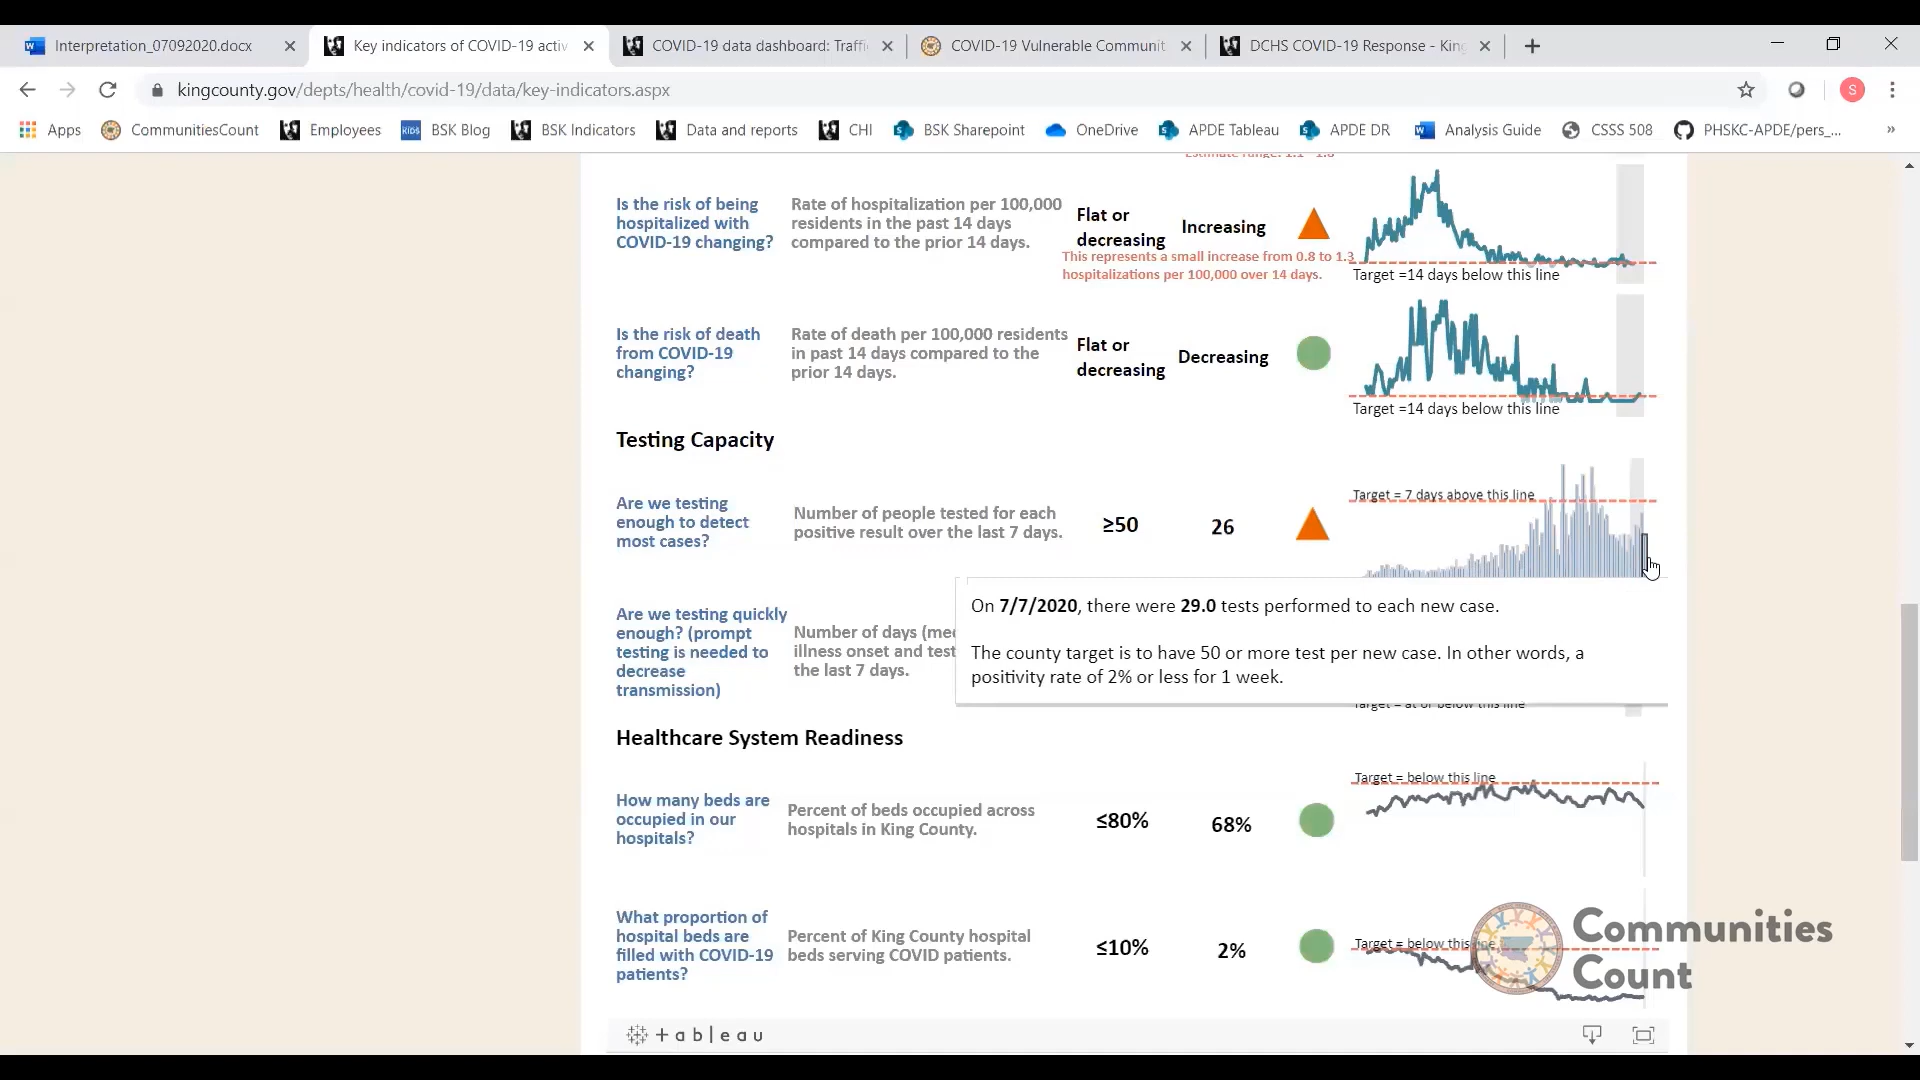 Interpretation_07092020.docx
Key indicators of COVID-19 activ
COVID-19 data dashboard: Traffi
COVID-19 Vulnerable Communit
DCHS COVID-19 Response - King
kingcounty.gov/depts/health/covid-19/data/key-indicators.aspx
S
Apps
CommunitiesCount
Employees
KIDS
BSK Blog
BSK Indicators
Data and reports
CHI
BSK Sharepoint
OneDrive
APDE Tableau
APDE DR
Analysis Guide
CSSS 508
PHSKC-APDE/pers_...
»
Is the risk of being
hospitalized with
COVID-19 changing?
Rate of hospitalization per 100,000
residents in the past 14 days
compared to the prior 14 days.
Flat or
decreasing
Increasing
This represents a small increase from 0.8 to 1.3
hospitalizations per 100,000 over 14 days.
Target =14 days below this line
Is the risk of death
from COVID-19
changing?
Rate of death per 100,000 residents
in past 14 days compared to the
prior 14 days.
Flat or
decreasing
Decreasing
Target =14 days below this line
Testing Capacity
Are we testing
enough to detect
most cases?
Number of people tested for each
positive result over the last 7 days.
≥50
26
Target = 7 days above this line
On 7/7/2020, there were 29.0 tests performed to each new case.
The county target is to have 50 or more test per new case. In other words, a
positivity rate of 2% or less for 1 week.
Are we testing quickly
enough? (prompt
testing is needed to
decrease
transmission)
Number of days (me
illness onset and test
the last 7 days.
Target = at or below this line
Healthcare System Readiness
How many beds are
occupied in our
hospitals?
Percent of beds occupied across
hospitals in King County.
≤80%
68%
Target = below this line
What proportion of
hospital beds are
filled with COVID-19
patients?
Percent of King County hospital
beds serving COVID patients.
≤10%
2%
Target = below this line
Communities
Count
+ a b | e a u